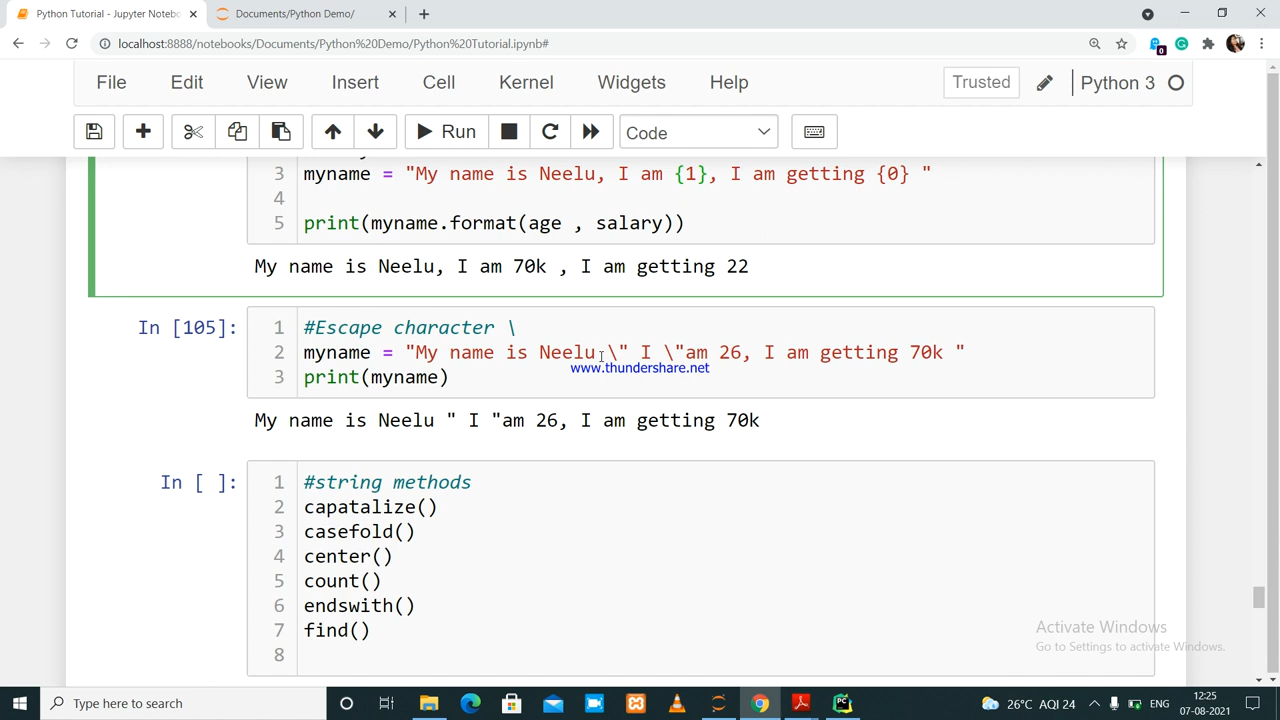 Python Tutorial - Jupyter Notebo
Documents/Python Demo/
localhost:8888/notebooks/Documents/Python%20Demo/Python%20Tutorial.ipynb#
0
File Edit View Insert Cell Kernel Widgets Help Trusted Python 3
Run Code
3 myname = "My name is Neelu, I am {1}, I am getting {0} "
4
5 print(myname.format(age , salary))
My name is Neelu, I am 70k , I am getting 22
In [105]: 1 #Escape character \
2 myname = "My name is Neelu \" I \"am 26, I am getting 70k "
www.thundershare.net
3 print(myname)
My name is Neelu " I "am 26, I am getting 70k
In [ ]: 1 #string methods
2 capatalize()
3 casefold()
4 center()
5 count()
6 endswith()
7 find()
8
Activate Windows
Go to Settings to activate Windows.
Type here to search
26°C AQI 24
ENG
12:25
07-08-2021